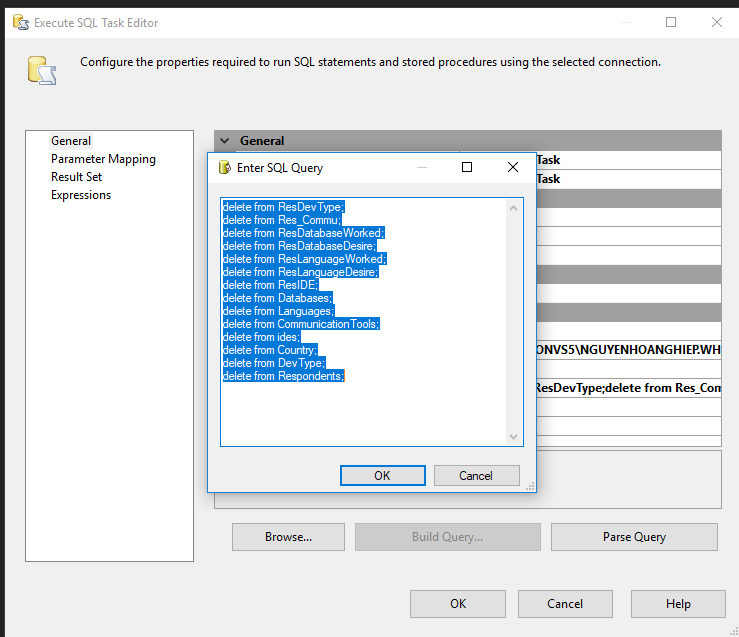 Execute SQL Task Editor
Configure the properties required to run SQL statements and stored procedures using the selected connection.
General
Parameter Mapping
Result Set
Expressions
General
Task
Task
ONVS5\NGUYENHOANGHIEP.WH
ResDevType;delete from Res_Com
Enter SQL Query
delete from ResDevType;
delete from Res_Commu;
delete from ResDatabaseWorked;
delete from ResDatabaseDesire;
delete from ResLanguageWorked;
delete from ResLanguageDesire;
delete from ResIDE;
delete from Databases;
delete from Languages;
delete from CommunicationTools;
delete from ides;
delete from Country;
delete from DevType;
delete from Respondents;
OK Cancel
Browse... Build Query... Parse Query
OK Cancel Help